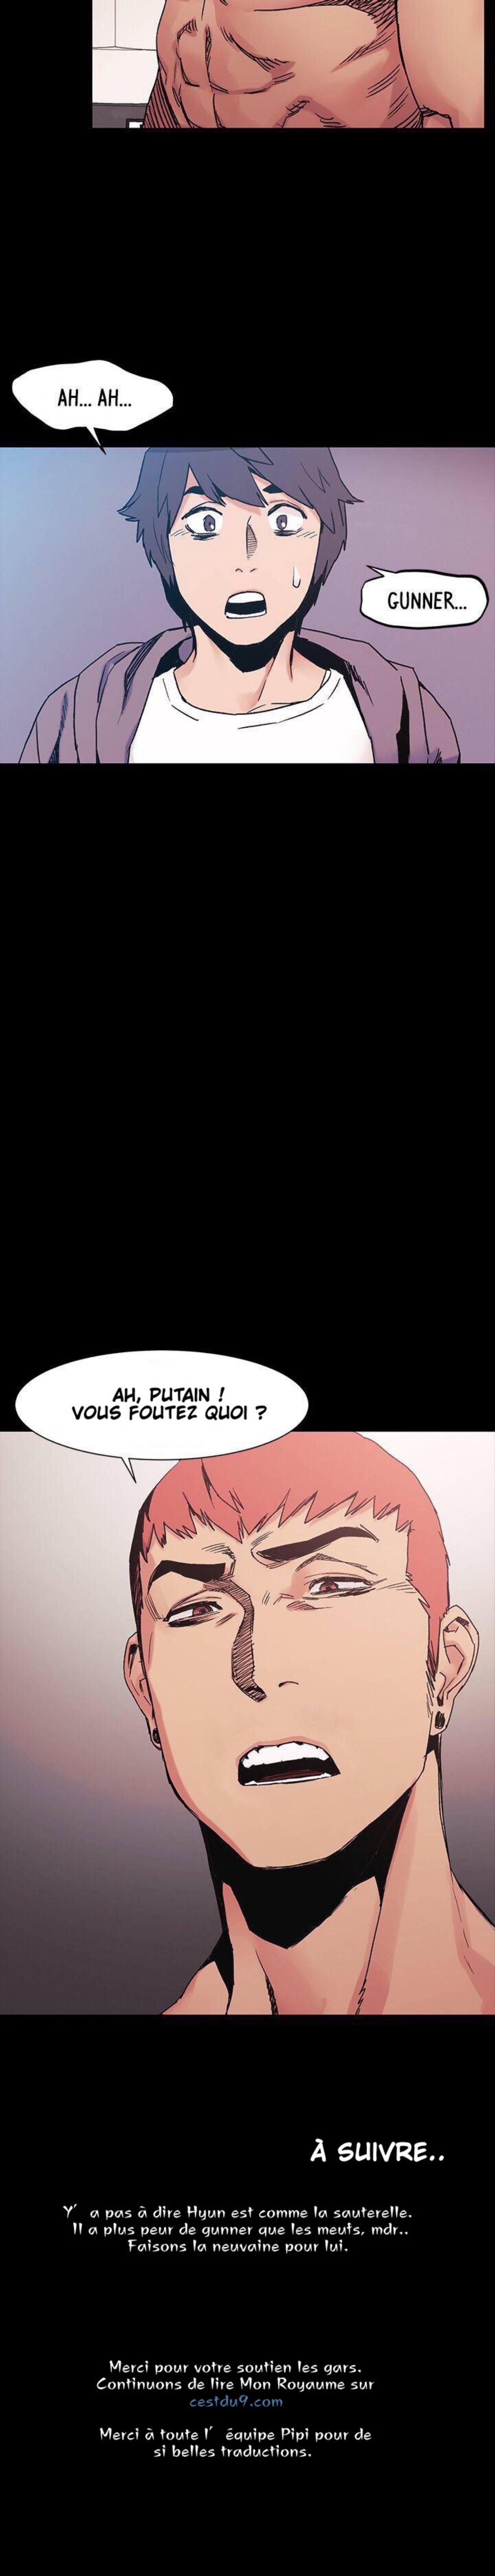 AH... AH...
GUNNER...
AH, PUTAIN !
VOUS FOUTEZ QUOI ?
À SUIVRE..
Y' a pas à dire Hyun est comme la sauterelle.
Il a plus peur de gunner que les meufs, mdr..
Faisons la neuvaine pour lui.
Merci pour votre soutien les gars.
Continuons de lire Mon Royaume sur
cestdu9.com
Merci à toute l' équipe Pipi pour de
si belles traductions.